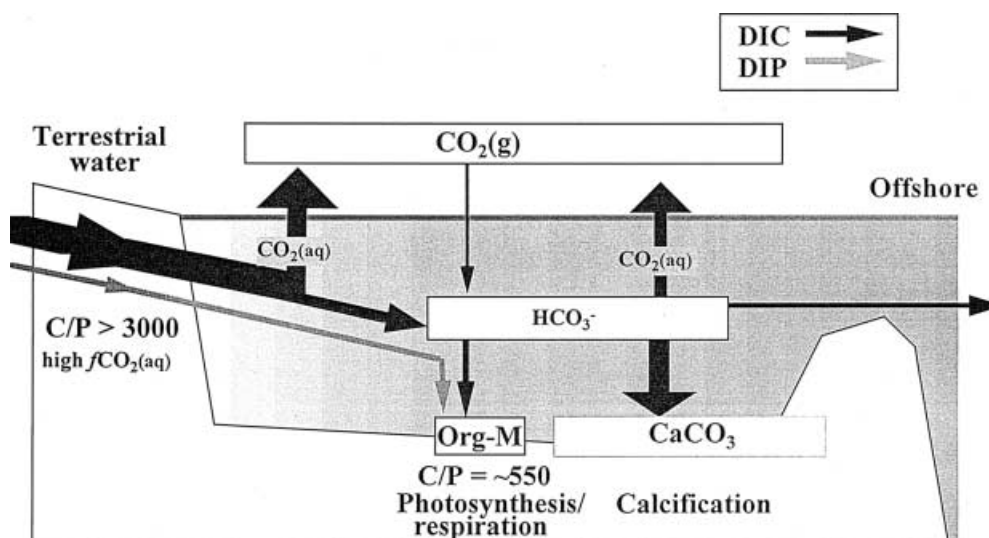 DIC
DIP
Terrestrial
water
CO₂(g)
Offshore
CO₂(aq)
CO₂(aq)
C/P > 3000
high fCO₂(aq)
HCO₃⁻
Org-M
CaCO₃
C/P = ~550
Photosynthesis/
respiration
Calcification